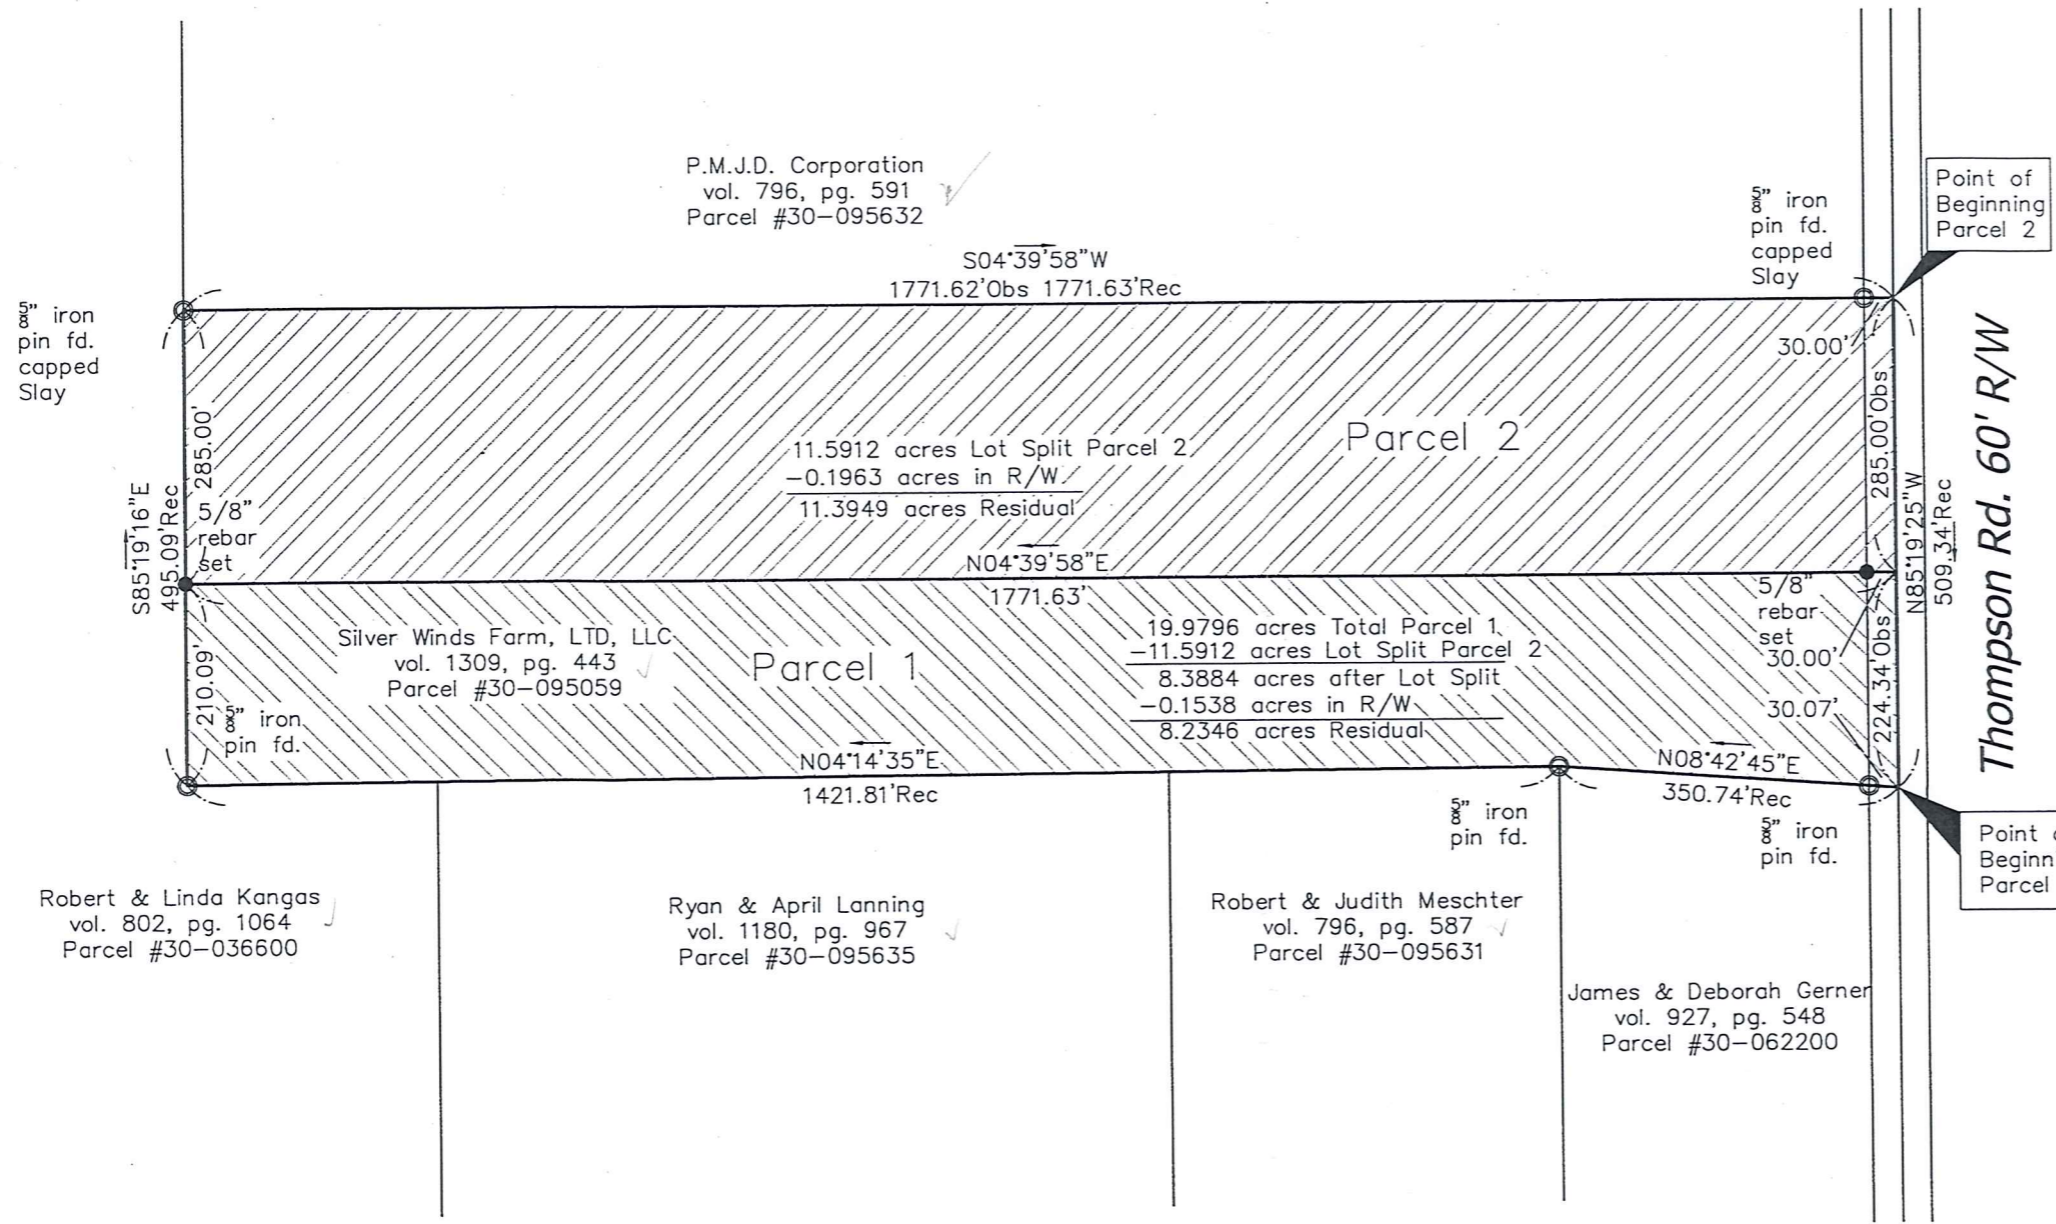 P.M.J.D. Corporation
vol. 796, pg. 591
Parcel #30-095632
S04°39'58"W
1771.62'Obs 1771.63'Rec
5/8" iron
pin fd.
capped
Slay
Point of
Beginning
Parcel 2
5/8" iron
pin fd.
capped
Slay
30.00'
285.00'Obs
Thompson Rd. 60' R/W
Parcel 2
11.5912 acres Lot Split Parcel 2
-0.1963 acres in R/W
11.3949 acres Residual
285.00'
S85°19'16"E
495.09'Rec
5/8"
rebar
set
N04°39'58"E
1771.63'
N85°19'25"W
509.34'Rec
5/8"
rebar
set
30.00'
224.34'Obs
30.07'
Silver Winds Farm, LTD, LLC
vol. 1309, pg. 443
Parcel #30-095059
Parcel 1
19.9796 acres Total Parcel 1
-11.5912 acres Lot Split Parcel 2
8.3884 acres after Lot Split
-0.1538 acres in R/W
8.2346 acres Residual
210.09'
5/8" iron
pin fd.
N04°14'35"E
1421.81'Rec
N08°42'45"E
350.74'Rec
5/8" iron
pin fd.
5/8" iron
pin fd.
Point
Beginn
Parcel
Robert & Linda Kangas
vol. 802, pg. 1064
Parcel #30-036600
Ryan & April Lanning
vol. 1180, pg. 967
Parcel #30-095635
Robert & Judith Meschter
vol. 796, pg. 587
Parcel #30-095631
James & Deborah Gerner
vol. 927, pg. 548
Parcel #30-062200